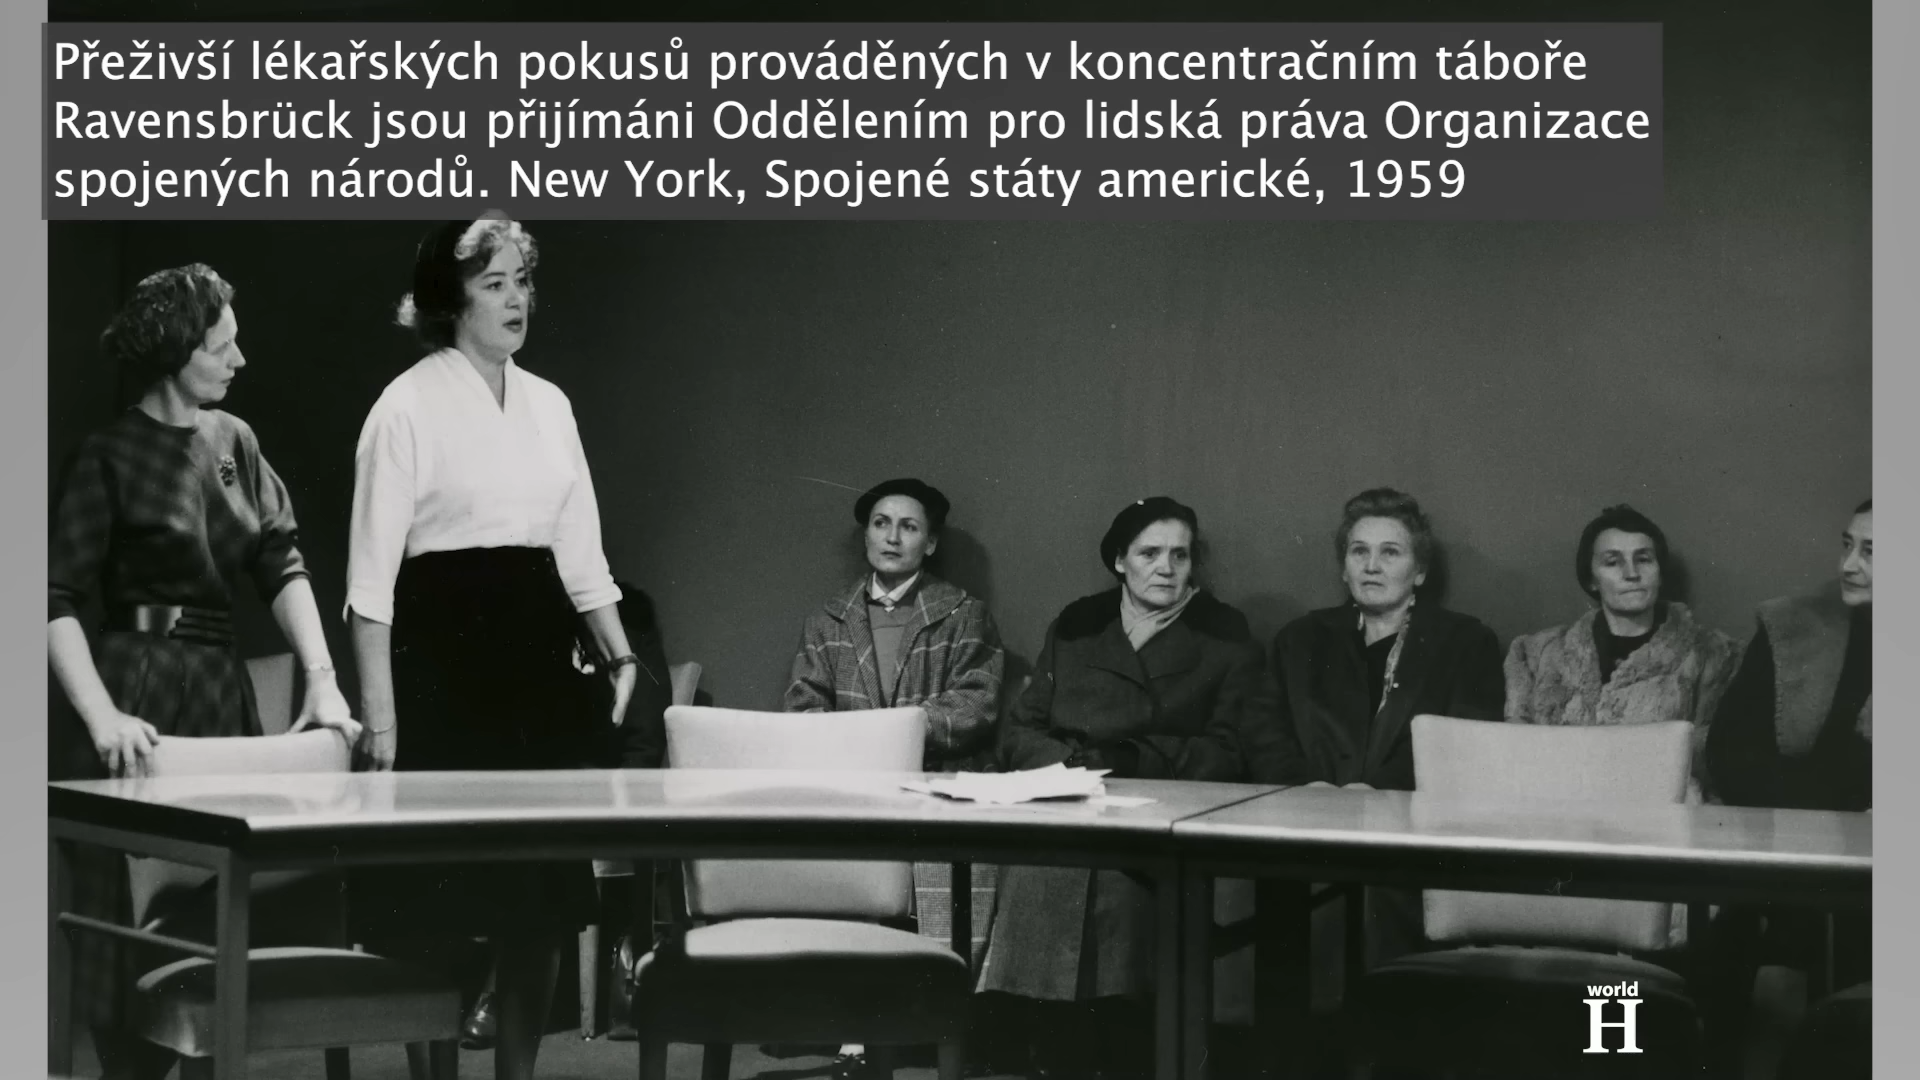 Přeživší lékařských pokusů prováděných v koncentračním táboře
Ravensbrück jsou přijímáni Oddělením pro lidská práva Organizace
spojených národů. New York, Spojené státy americké, 1959
world
H